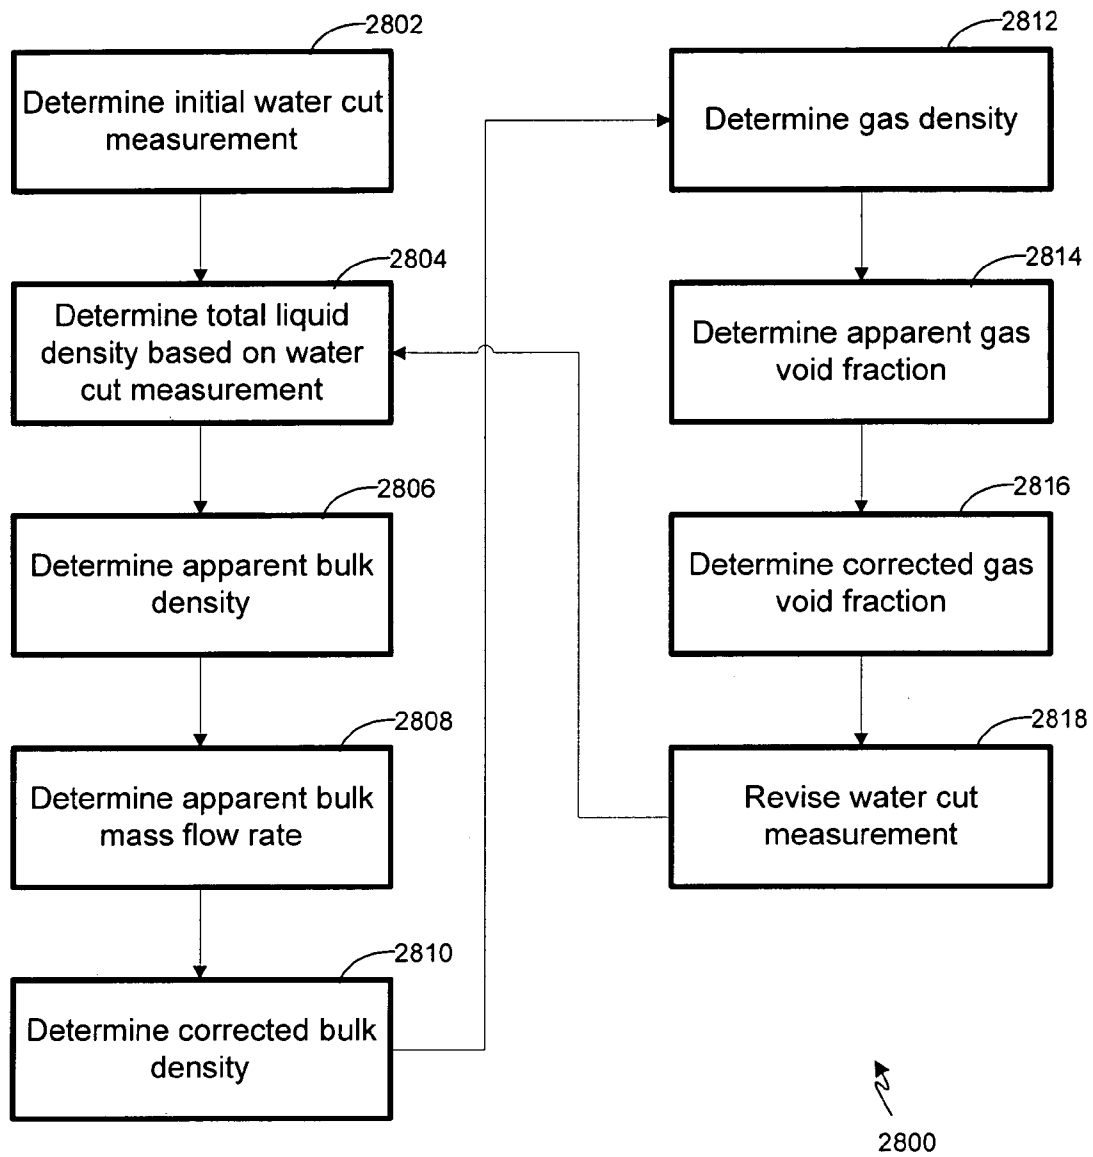 2802
Determine initial water cut
measurement
2804
Determine total liquid
density based on water
cut measurement
2806
Determine apparent bulk
density
2808
Determine apparent bulk
mass flow rate
2810
Determine corrected bulk
density
2812
Determine gas density
2814
Determine apparent gas
void fraction
2816
Determine corrected gas
void fraction
2818
Revise water cut
measurement
2800